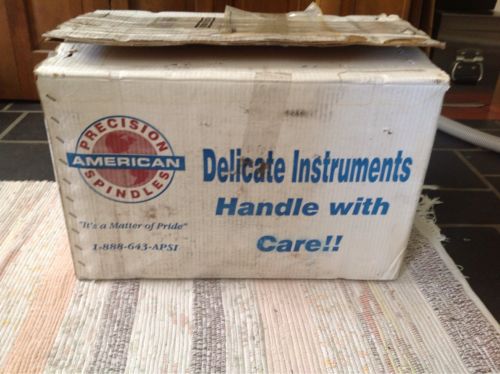 PRECISION
AMERICAN
SPINDLES
"It's a Matter of Pride"
1-888-643-APSI
Delicate Instruments
Handle with
Care!!